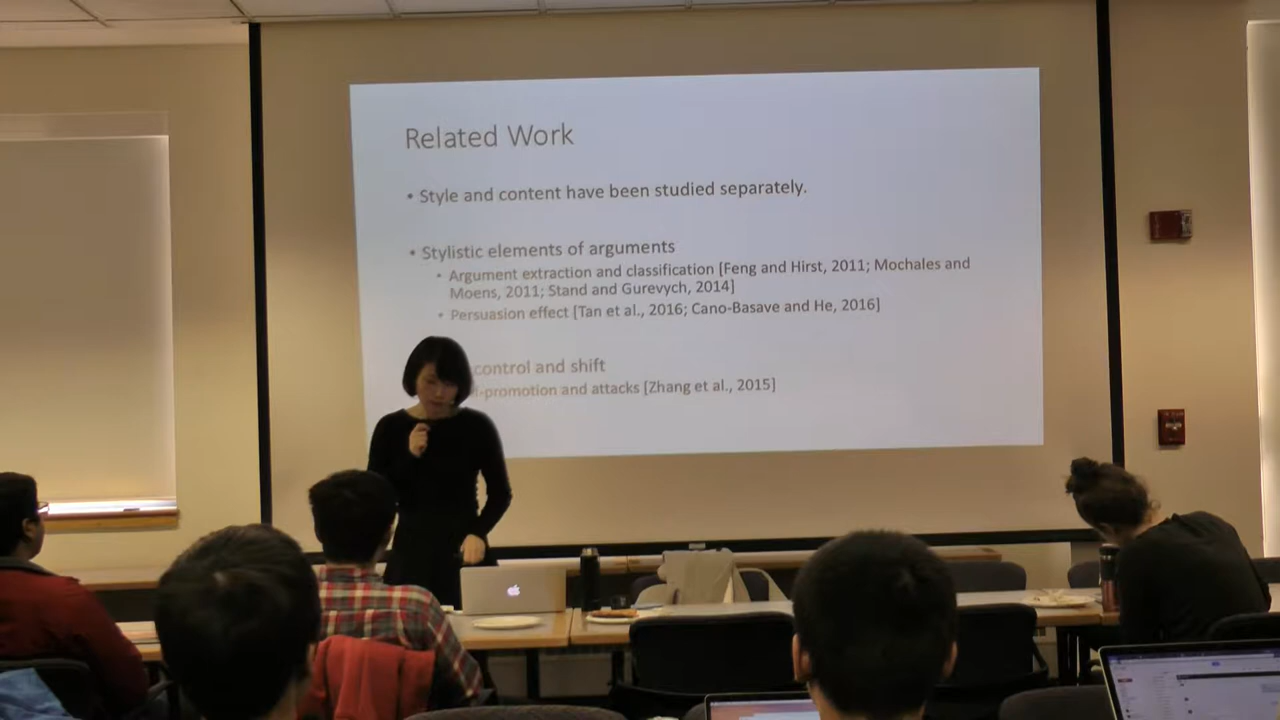 Related Work
• Style and content have been studied separately.
• Stylistic elements of arguments
• Argument extraction and classification [Feng and Hirst, 2011; Mochales and
Moens, 2011; Stand and Gurevych, 2014]
• Persuasion effect [Tan et al., 2016; Cano-Basave and He, 2016]
control and shift
-promotion and attacks [Zhang et al., 2015]